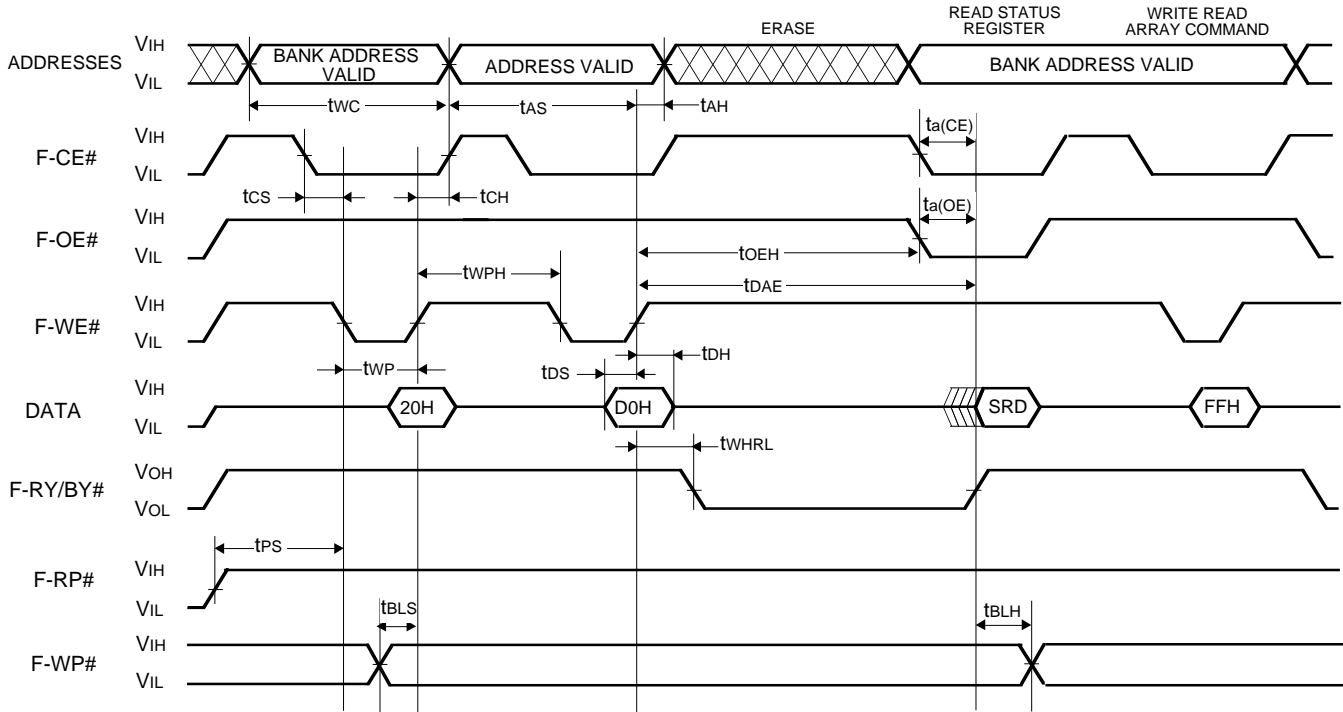 ERASE
READ STATUS
REGISTER
WRITE READ
ARRAY COMMAND
ADDRESSES
VIH
VIL
BANK ADDRESS
VALID
ADDRESS VALID
BANK ADDRESS VALID
tWC
tAS
tAH
F-CE#
VIH
VIL
ta(CE)
tCS
tCH
F-OE#
VIH
VIL
ta(OE)
tOEH
tWPH
tDAE
F-WE#
VIH
VIL
tWP
tDS
tDH
DATA
VIH
VIL
20H
D0H
SRD
FFH
tWHRL
F-RY/BY#
VOH
VOL
tPS
F-RP#
VIH
VIL
tBLS
tBLH
F-WP#
VIH
VIL